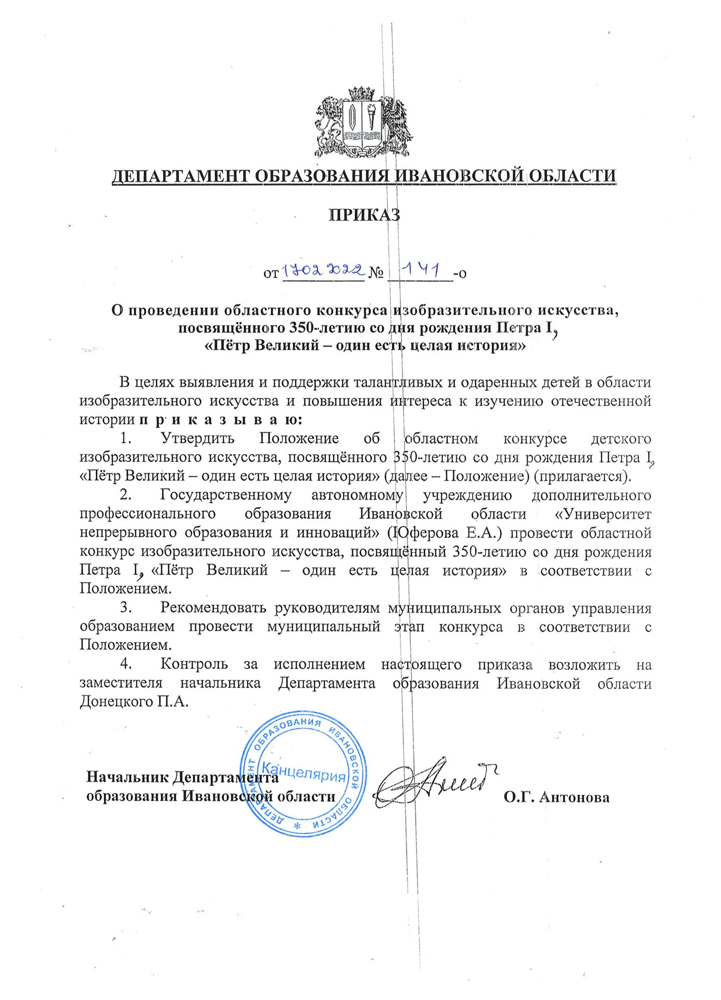 ДЕПАРТАМЕНТ ОБРАЗОВАНИЯ ИВАНОВСКОЙ ОБЛАСТИ
ПРИКАЗ
от 17 02 2022 № 141 -о
О проведении областного конкурса изобразительного искусства,
посвящённого 350-летию со дня рождения Петра I,
«Пётр Великий – один есть целая история»
В целях выявления и поддержки талантливых и одаренных детей в области
изобразительного искусства и повышения интереса к изучению отечественной
истории п р и к а з ы в а ю:
1. Утвердить Положение об областном конкурсе детского
изобразительного искусства, посвящённого 350-летию со дня рождения Петра I,
«Пётр Великий – один есть целая история» (далее – Положение) (прилагается).
2. Государственному автономному учреждению дополнительного
профессионального образования Ивановской области «Университет
непрерывного образования и инноваций» (Юферова Е.А.) провести областной
конкурс изобразительного искусства, посвящённый 350-летию со дня рождения
Петра I, «Пётр Великий – один есть целая история» в соответствии с
Положением.
3. Рекомендовать руководителям муниципальных органов управления
образованием провести муниципальный этап конкурса в соответствии с
Положением.
4. Контроль за исполнением настоящего приказа возложить на
заместителя начальника Департамента образования Ивановской области
Донецкого П.А.
Начальник Департамента
образования Ивановской области
О.Г. Антонова
ДЕПАРТАМЕНТ ОБРАЗОВАНИЯ ИВАНОВСКОЙ ОБЛАСТИ *
Канцелярия